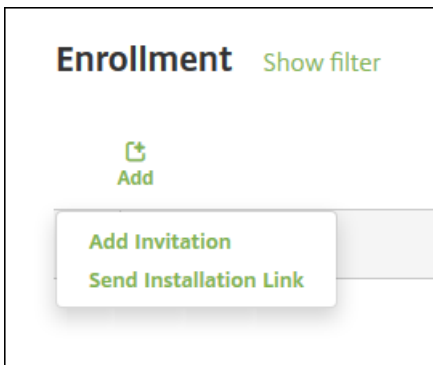 Enrollment Show filter
Add
Add Invitation
Send Installation Link